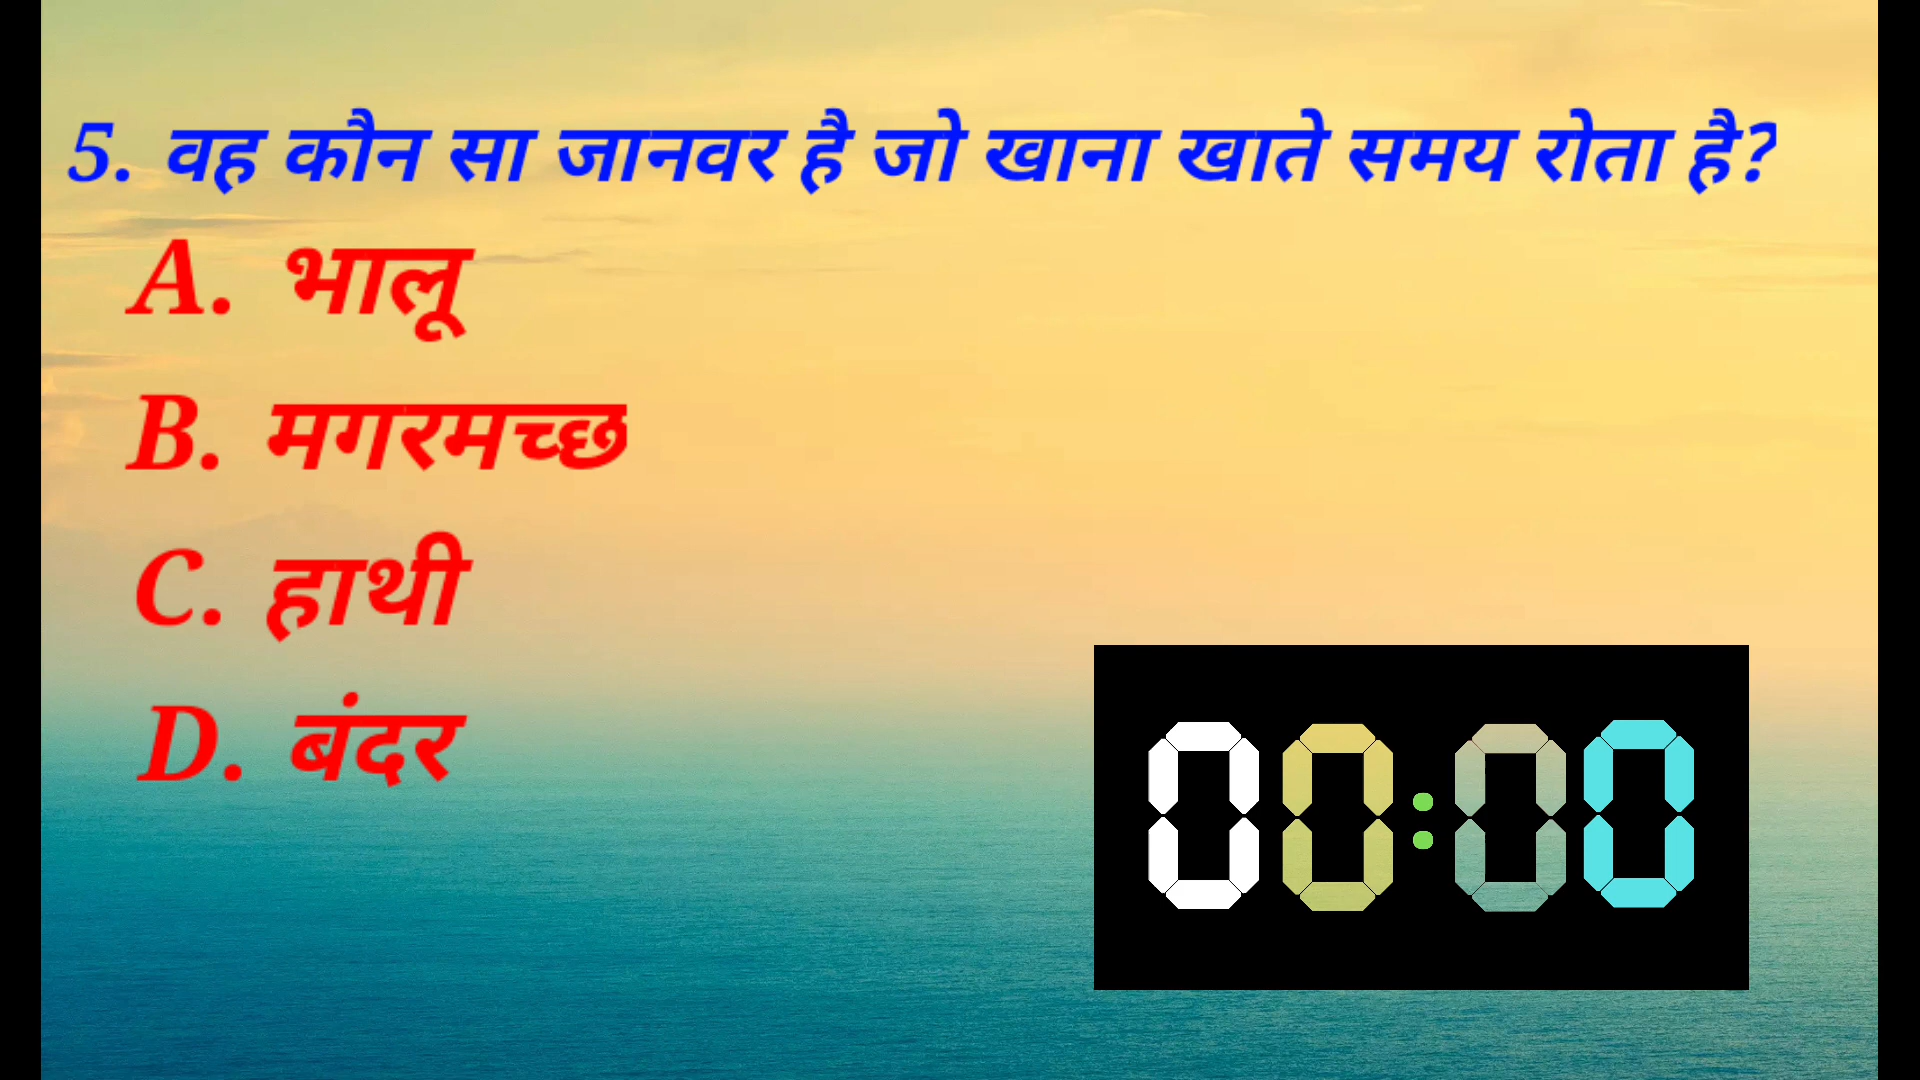 5. वह कौन सा जानवर है जो खाना खाते समय रोता है?
A. भालू
B. मगरमच्छ
C. हाथी
D. बंदर
00:00